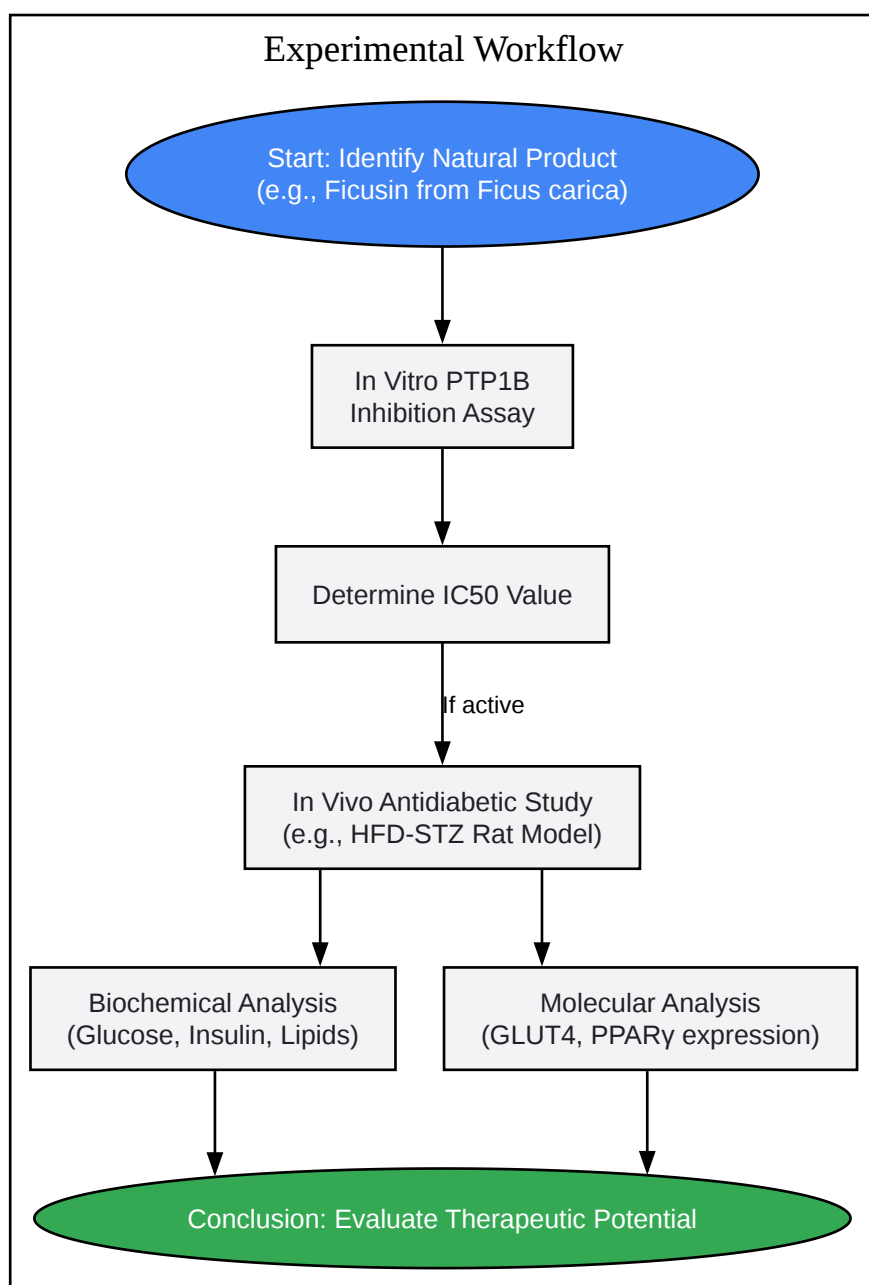 Experimental Workflow
Start: Identify Natural Product
(e.g., Ficusin from Ficus carica)
In Vitro PTP1B
Inhibition Assay
Determine IC50 Value
If active
In Vivo Antidiabetic Study
(e.g., HFD-STZ Rat Model)
Biochemical Analysis
(Glucose, Insulin, Lipids)
Molecular Analysis
(GLUT4, PPARγ expression)
Conclusion: Evaluate Therapeutic Potential